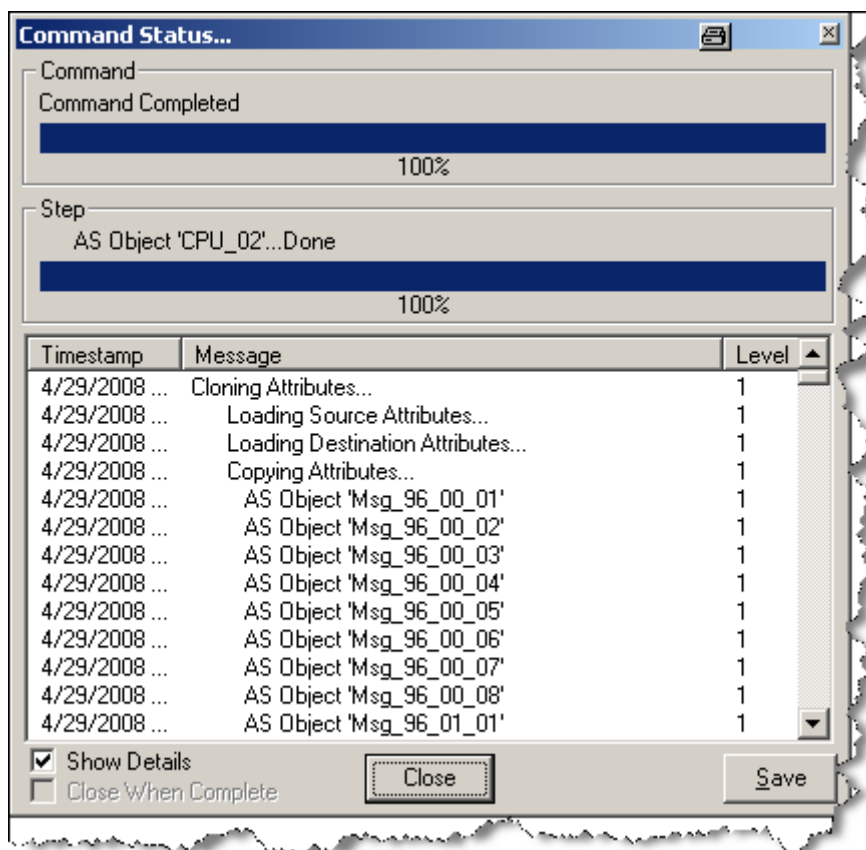 Command Status...
Command
Command Completed
100%
Step
AS Object 'CPU_02'...Done
100%
Timestamp Message Level
4/29/2008 ... Cloning Attributes... 1
4/29/2008 ... Loading Source Attributes... 1
4/29/2008 ... Loading Destination Attributes... 1
4/29/2008 ... Copying Attributes... 1
4/29/2008 ... AS Object 'Msg_96_00_01' 1
4/29/2008 ... AS Object 'Msg_96_00_02' 1
4/29/2008 ... AS Object 'Msg_96_00_03' 1
4/29/2008 ... AS Object 'Msg_96_00_04' 1
4/29/2008 ... AS Object 'Msg_96_00_05' 1
4/29/2008 ... AS Object 'Msg_96_00_06' 1
4/29/2008 ... AS Object 'Msg_96_00_07' 1
4/29/2008 ... AS Object 'Msg_96_00_08' 1
4/29/2008 ... AS Object 'Msg_96_01_01' 1
Show Details
Close When Complete
Close
Save